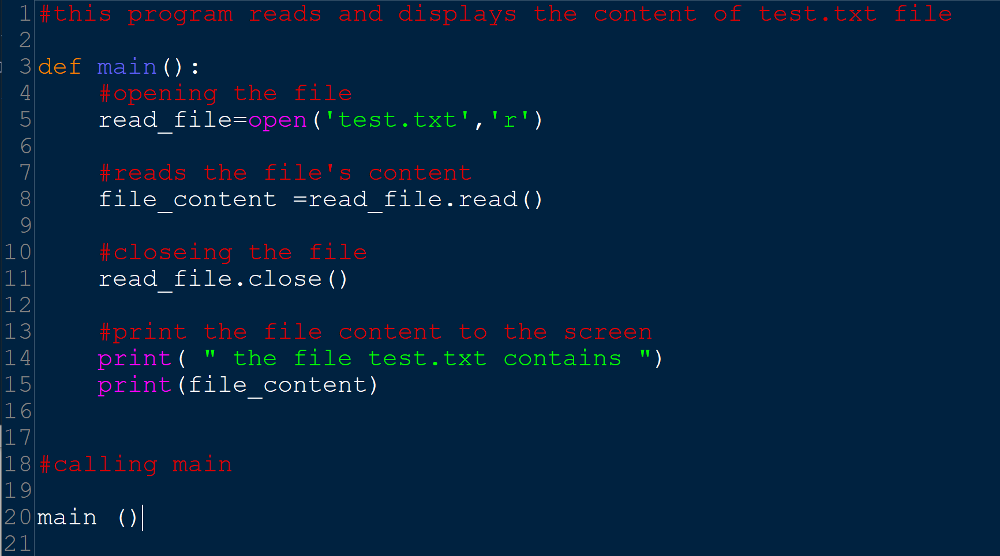 1 #this program reads and displays the content of test.txt file
2
3 def main():
4     #opening the file
5     read_file=open('test.txt','r')
6
7     #reads the file's content
8     file_content =read_file.read()
9
10     #closeing the file
11     read_file.close()
12
13     #print the file content to the screen
14     print( " the file test.txt contains ")
15     print(file_content)
16
17
18 #calling main
19
20 main ()
21